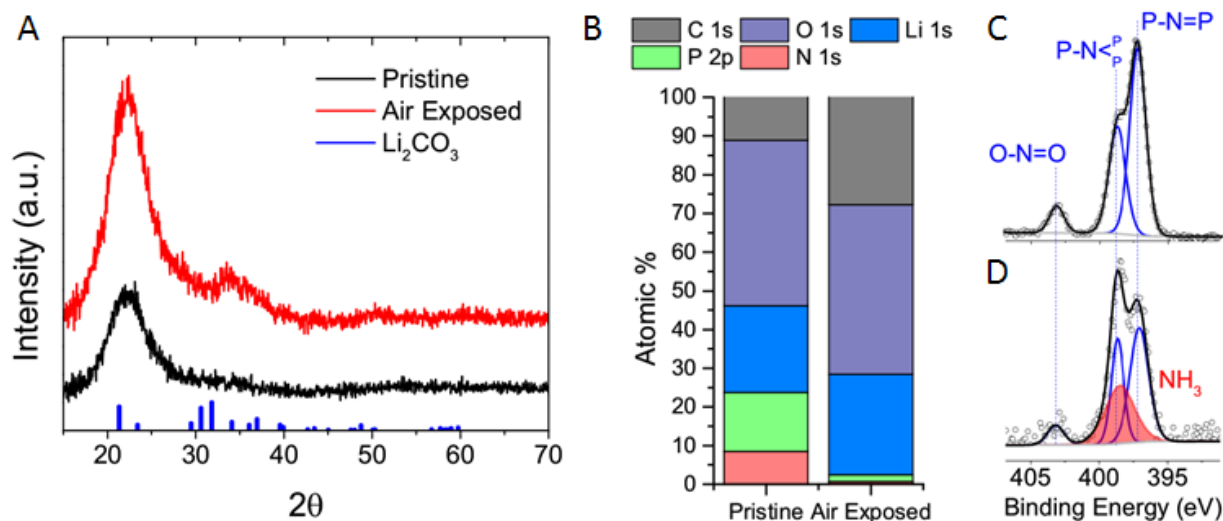 A
Pristine
Air Exposed
Li₂CO₃
Intensity (a.u.)
20 30 40 50 60 70
2θ
B
C 1s O 1s Li 1s
P 2p N 1s
100
90
80
70
60
50
40
30
20
10
0
Atomic %
Pristine Air Exposed
C
P-N=P
P-N<P P
O-N=O
D
NH₃
405 398 395
Binding Energy (eV)